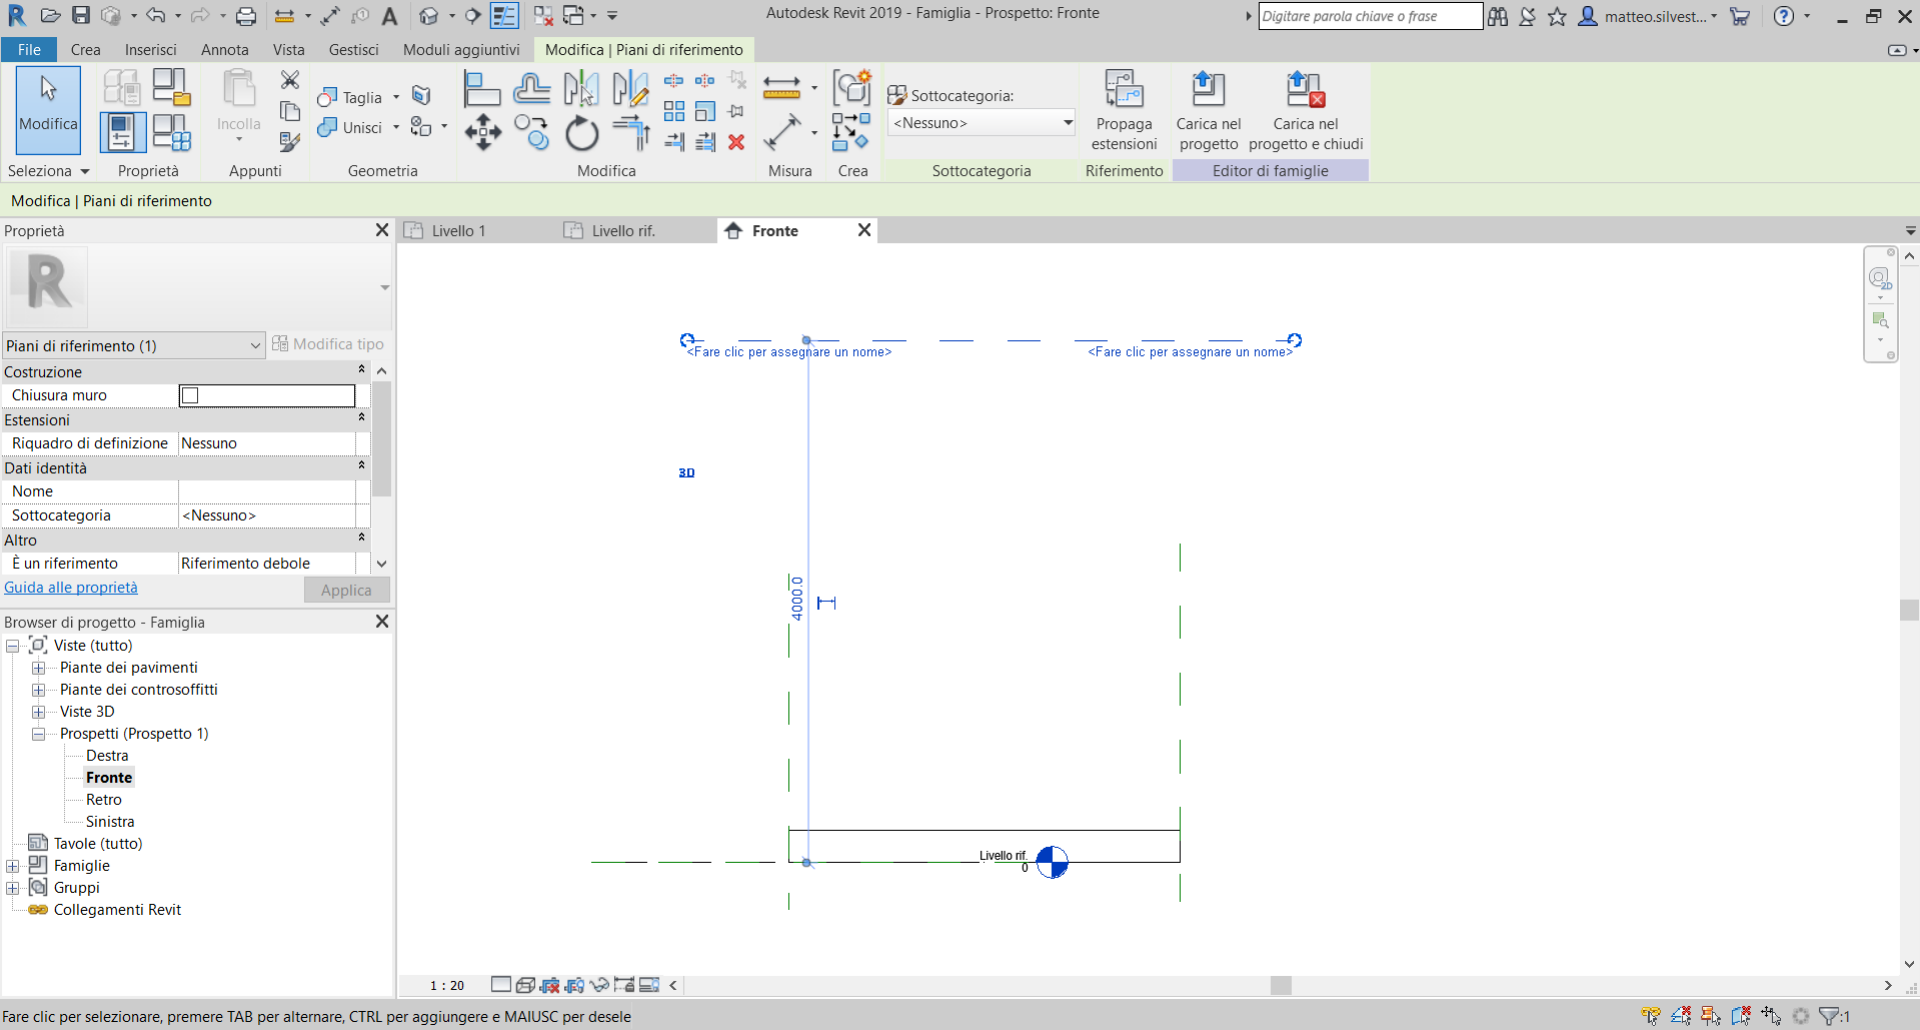 Autodesk Revit 2019 - Famiglia - Prospetto: Fronte
Digitare parola chiave o frase
matteo.silvest...
File
Crea
Inserisci
Annota
Vista
Gestisci
Moduli aggiuntivi
Modifica | Piani di riferimento
Modifica
Incolla
Taglia
Unisci
Sottocategoria:
<Nessuno>
Propaga
estensioni
Carica nel
progetto
Carica nel
progetto e chiudi
Seleziona
Proprietà
Appunti
Geometria
Modifica
Misura
Crea
Sottocategoria
Riferimento
Editor di famiglie
Modifica | Piani di riferimento
Proprietà
Livello 1
Livello rif.
Fronte
R
Piani di riferimento (1)
Modifica tipo
Costruzione
Chiusura muro
Estensioni
Riquadro di definizione Nessuno
Dati identità
Nome
Sottocategoria <Nessuno>
Altro
È un riferimento Riferimento debole
Guida alle proprietà
Applica
Browser di progetto - Famiglia
Viste (tutto)
Piante dei pavimenti
Piante dei controsoffitti
Viste 3D
Prospetti (Prospetto 1)
Destra
Fronte
Retro
Sinistra
Tavole (tutto)
Famiglie
Gruppi
Collegamenti Revit
<Fare clic per assegnare un nome>
<Fare clic per assegnare un nome>
3D
4000.0
Livello rif.
0
2D
1 : 20
Fare clic per selezionare, premere TAB per alternare, CTRL per aggiungere e MAIUSC per desele
:1